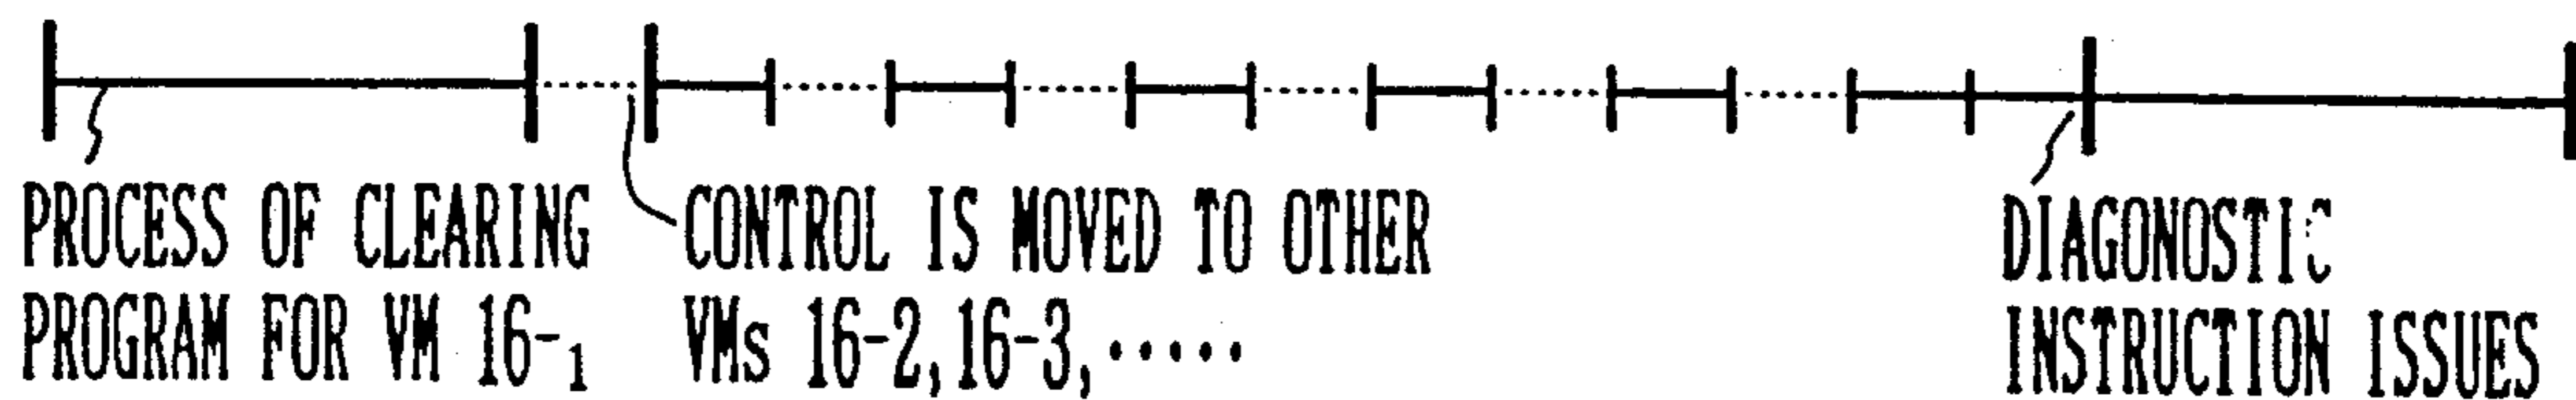 PROCESS OF CLEARING
PROGRAM FOR VM 16-1
CONTROL IS MOVED TO OTHER
VMs 16-2,16-3,·····
DIAGONOSTIC
INSTRUCTION ISSUES